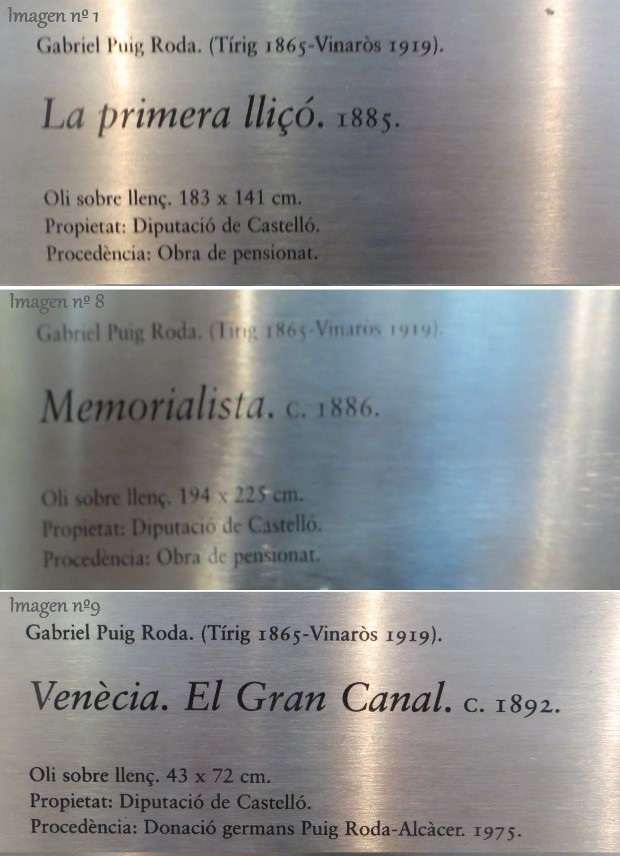 Imagen nº 1
Gabriel Puig Roda. (Tírig 1865-Vinaròs 1919).
La primera lliçó. 1885.
Oli sobre llenç. 183 x 141 cm.
Propietat: Diputació de Castelló.
Procedència: Obra de pensionat.
Imagen nº 8
Gabriel Puig Roda. (Tírig 1865-Vinaròs 1919).
Memorialista. c. 1886.
Oli sobre llenç. 194 x 225 cm.
Propietat: Diputació de Castelló.
Procedència: Obra de pensionat.
Imagen nº9
Gabriel Puig Roda. (Tírig 1865-Vinaròs 1919).
Venècia. El Gran Canal. c. 1892.
Oli sobre llenç. 43 x 72 cm.
Propietat: Diputació de Castelló.
Procedència: Donació germans Puig Roda-Alcàcer. 1975.